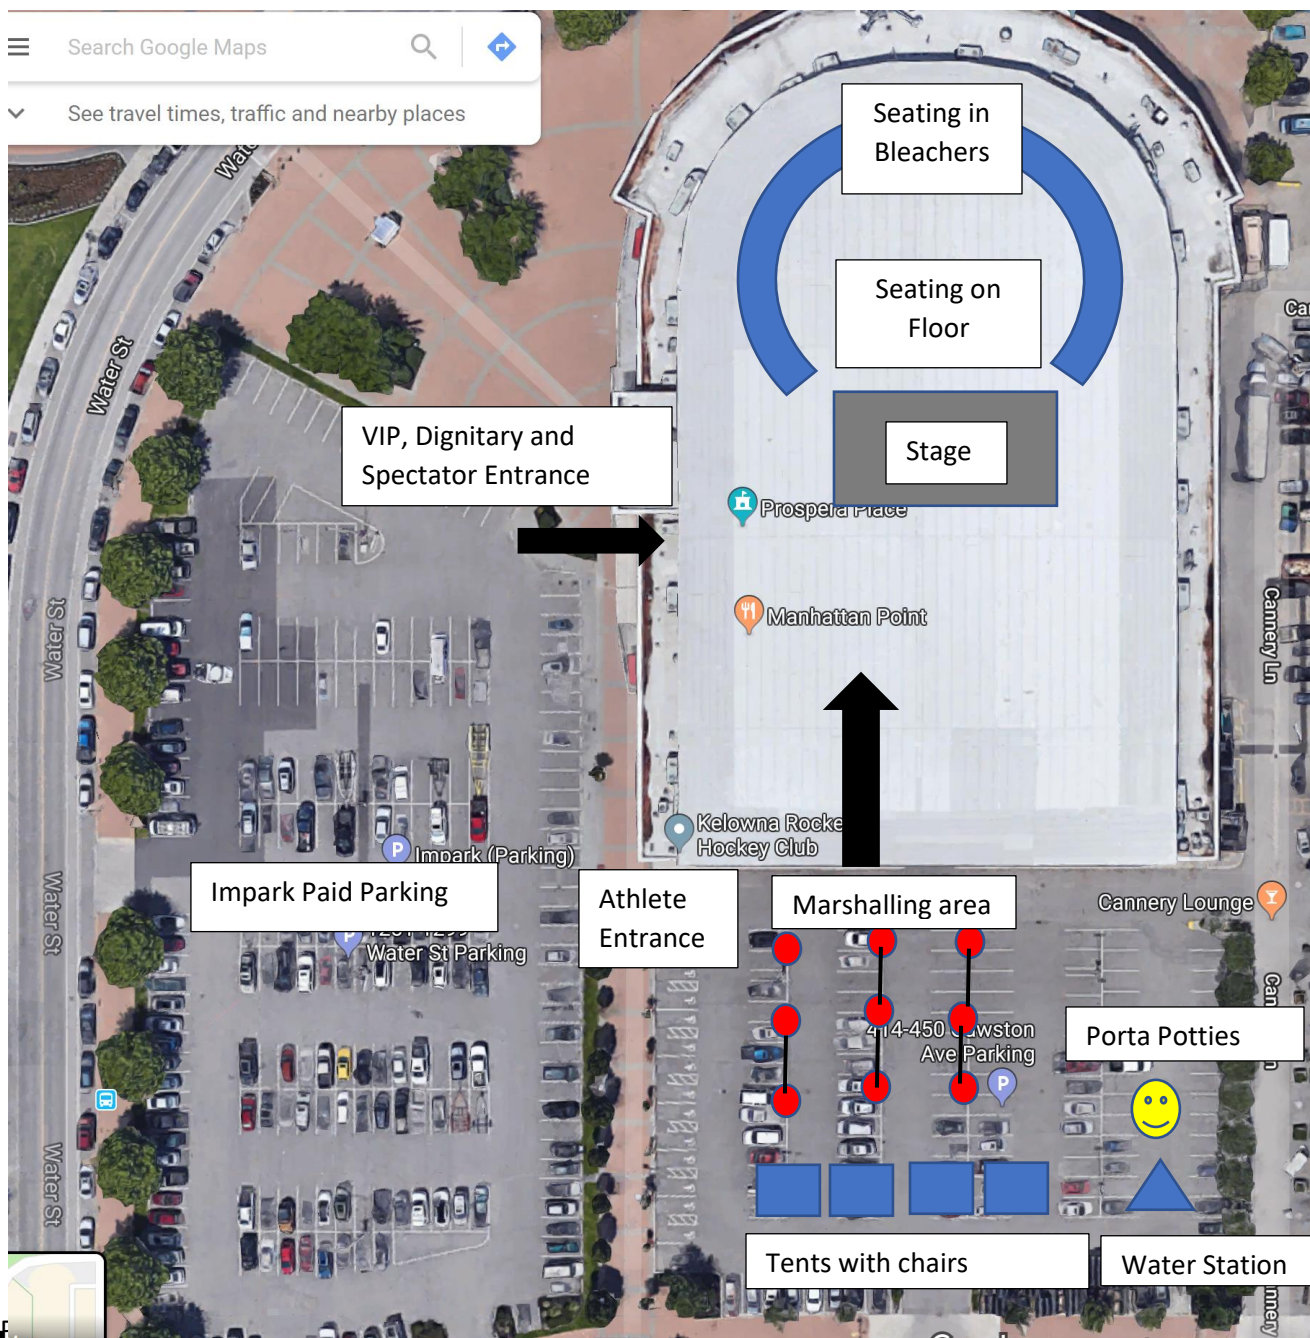 Search Google Maps
See travel times, traffic and nearby places
Seating in
Bleachers
Seating on
Floor
Water St
VIP, Dignitary and
Spectator Entrance
Stage
Prospera Place
Water St
Manhattan Point
Cannery Ln
Kelowna Rocke
Hockey Club
Impark (Parking)
Impark Paid Parking
Athlete
Entrance
Marshalling area
Cannery Lounge
Water St
Water St Parking
414-450
Ave Parking
Porta Potties
Water St
Tents with chairs
Water Station